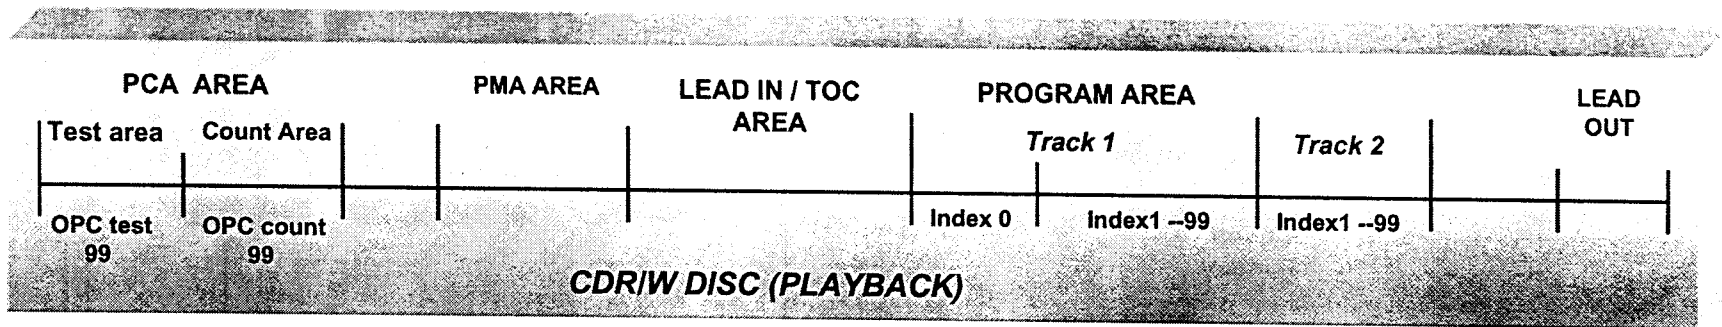 PCA AREA
PMA AREA
LEAD IN / TOC
AREA
PROGRAM AREA
LEAD
OUT
Test area
Count Area
Track 1
Track 2
OPC test
99
OPC count
99
Index 0
Index1 --99
Index1 --99
CDR/W DISC (PLAYBACK)